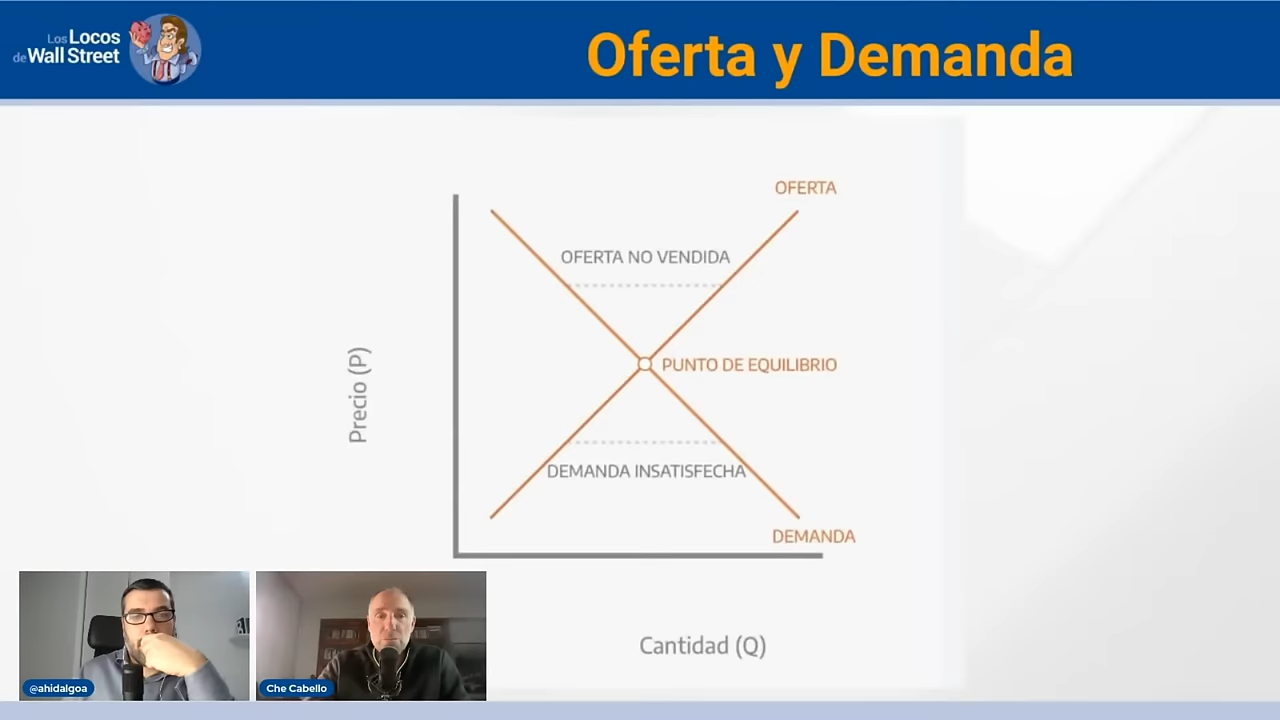 Los Locos
de Wall Street
Oferta y Demanda
OFERTA
OFERTA NO VENDIDA
Precio (P)
PUNTO DE EQUILIBRIO
DEMANDA INSATISFECHA
DEMANDA
Cantidad (Q)
@ahidalgoa
Che Cabello